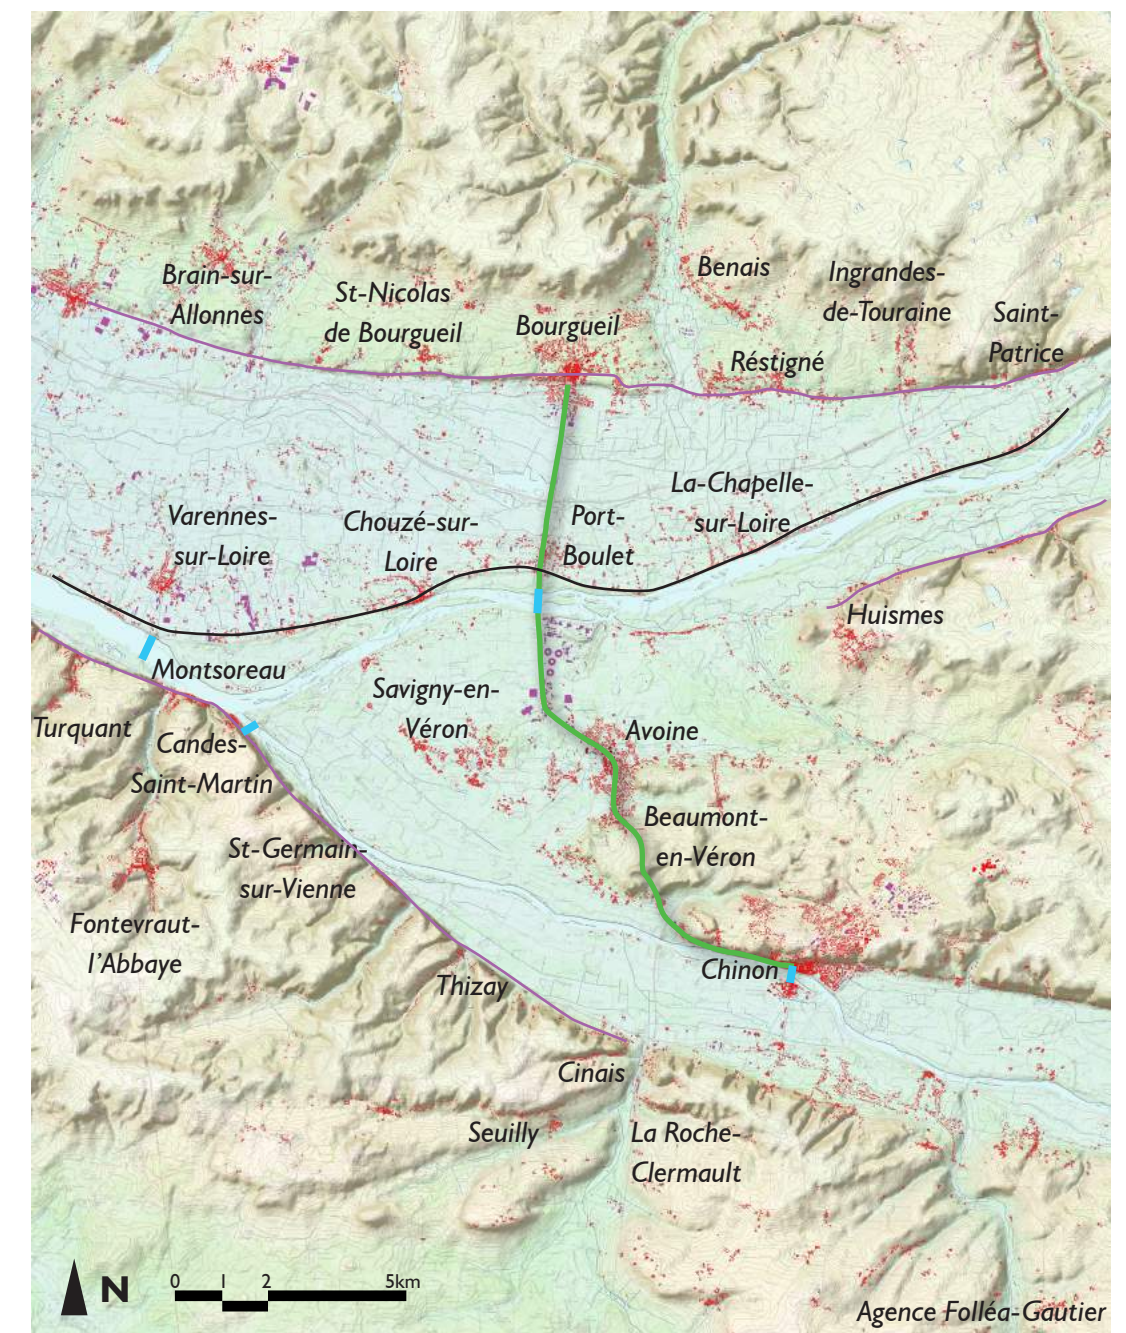 Benais
Brain-sur-
Allonnes
Ingrandes-
de-Touraine
St-Nicolas
de Bourgueil
Bourgueil
Saint-
Patrice
Réstigné
La-Chapelle-
sur-Loire
Varennes-
sur-Loire
Chouzé-sur-
Loire
Port-
Boulet
Huismes
Montsoreau
Savigny-en-
Véron
Turquant
Avoine
Candes-
Saint-Martin
Beaumont-
en-Véron
St-Germain-
sur-Vienne
Fontevraut-
l'Abbaye
Chinon
Thizay
Cinais
Seuilly
La Roche-
Clermault
N
0 1 2 5km
Agence Folléa-Gautier